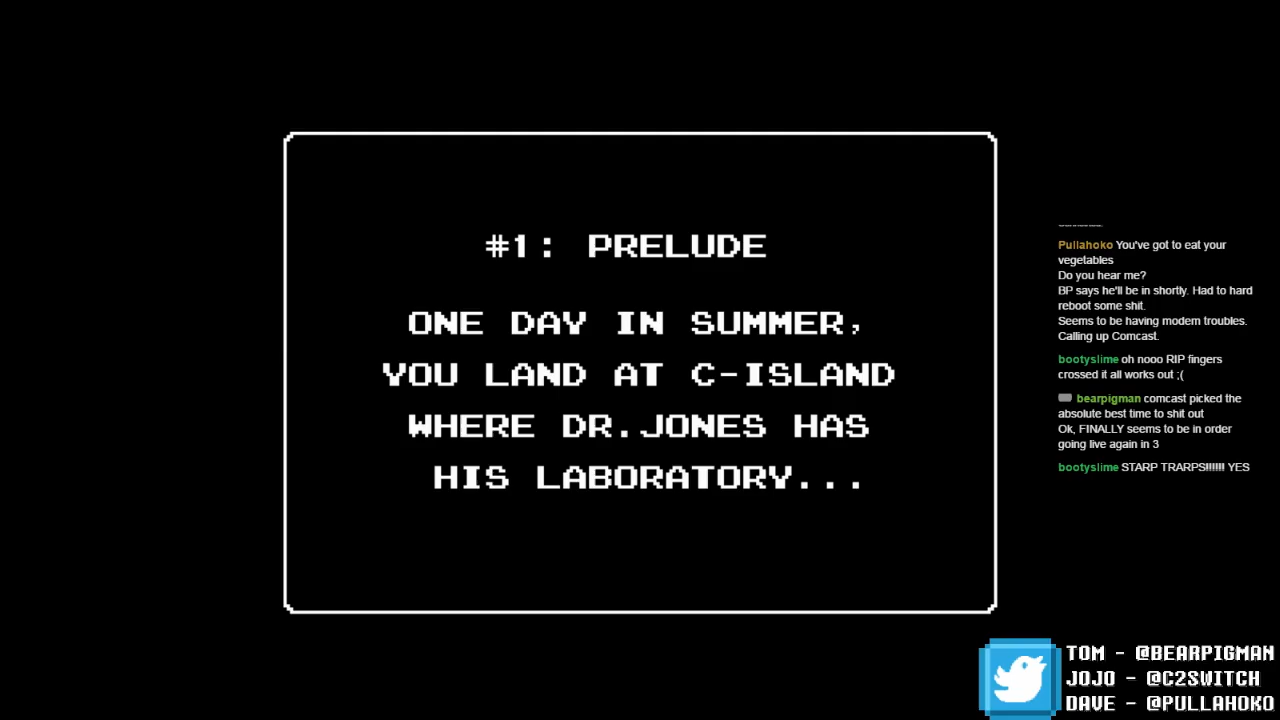 #1: PRELUDE
ONE DAY IN SUMMER,
YOU LAND AT C-ISLAND
WHERE DR.JONES HAS
HIS LABORATORY...
Pullahoko You've got to eat your
vegetables
Do you hear me?
BP says he'll be in shortly. Had to hard
reboot some shit.
Seems to be having modem troubles.
Calling up Comcast.
bootyslime oh nooo RIP fingers
crossed it all works out ;(
bearpigman comcast picked the
absolute best time to shit out
Ok, FINALLY seems to be in order
going live again in 3
bootyslime STARP TRARPS!!!!!!! YES
TOM - @BEARPIGMAN
JOJO - @C2SWITCH
DAVE - @PULLAHOKO